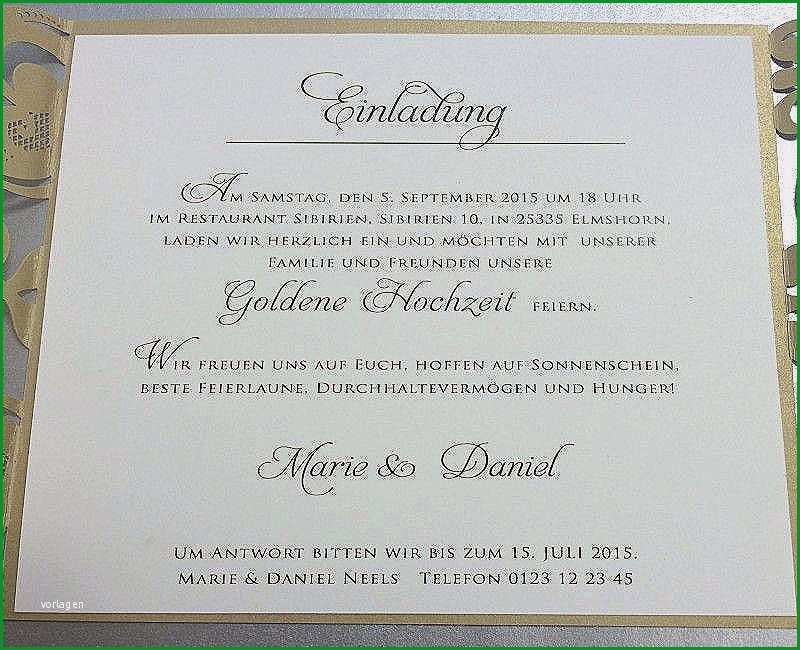 Einladung
Am Samstag, den 5. September 2015 um 18 Uhr
im Restaurant Sibirien, Sibirien 10, in 25335 Elmshorn,
laden wir herzlich ein und möchten mit unserer
Familie und Freunden unsere
Goldene Hochzeit feiern.
Wir freuen uns auf Euch, hoffen auf Sonnenschein,
beste Feierlaune, Durchhaltevermögen und Hunger!
Marie & Daniel
Um Antwort bitten wir bis zum 15. Juli 2015.
Marie & Daniel Neels Telefon 0123 12 23 45
vorlagen